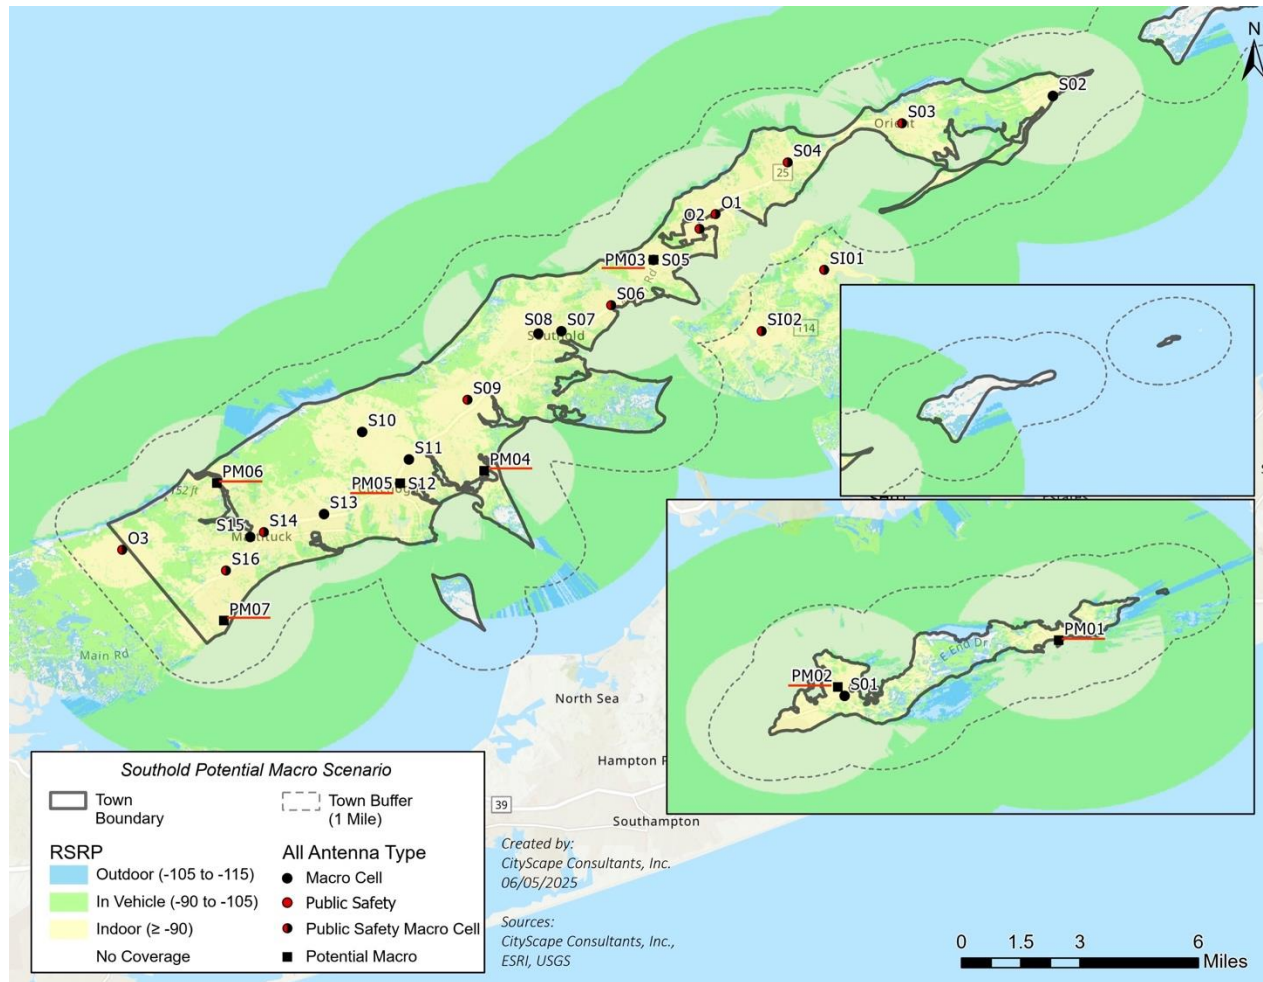 N
S02
S03
Orient
S04
25
O1
O2
PM03
S05
Rd
SI01
S06
S08
S07
Southold
SI02
114
S09
S10
S11
PM04
PM06
PM05
S12
152 ft
S13
S14
S15
Mattituck
O3
S16
PM07
Main Rd
PM01
E End Dr
PM02
S01
North Sea
Southampton
39
Southold Potential Macro Scenario
Town
Boundary
Town Buffer
(1 Mile)
RSRP
Outdoor (-105 to -115)
In Vehicle (-90 to -105)
Indoor (≥ -90)
No Coverage
All Antenna Type
Macro Cell
Public Safety
Public Safety Macro Cell
Potential Macro
Created by:
CityScape Consultants, Inc.
06/05/2025
Sources:
CityScape Consultants, Inc.,
ESRI, USGS
0 1.5 3 6
Miles